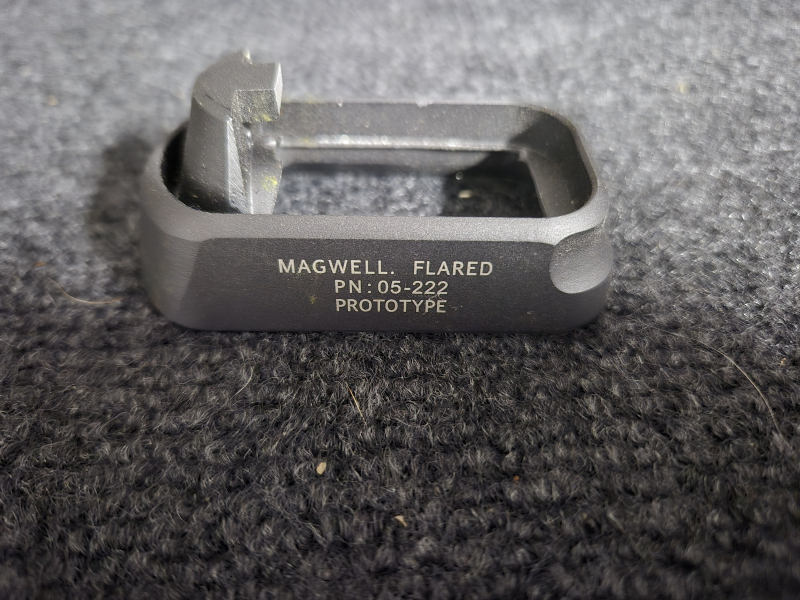 MAGWELL. FLARED
PN: 05-222
PROTOTYPE